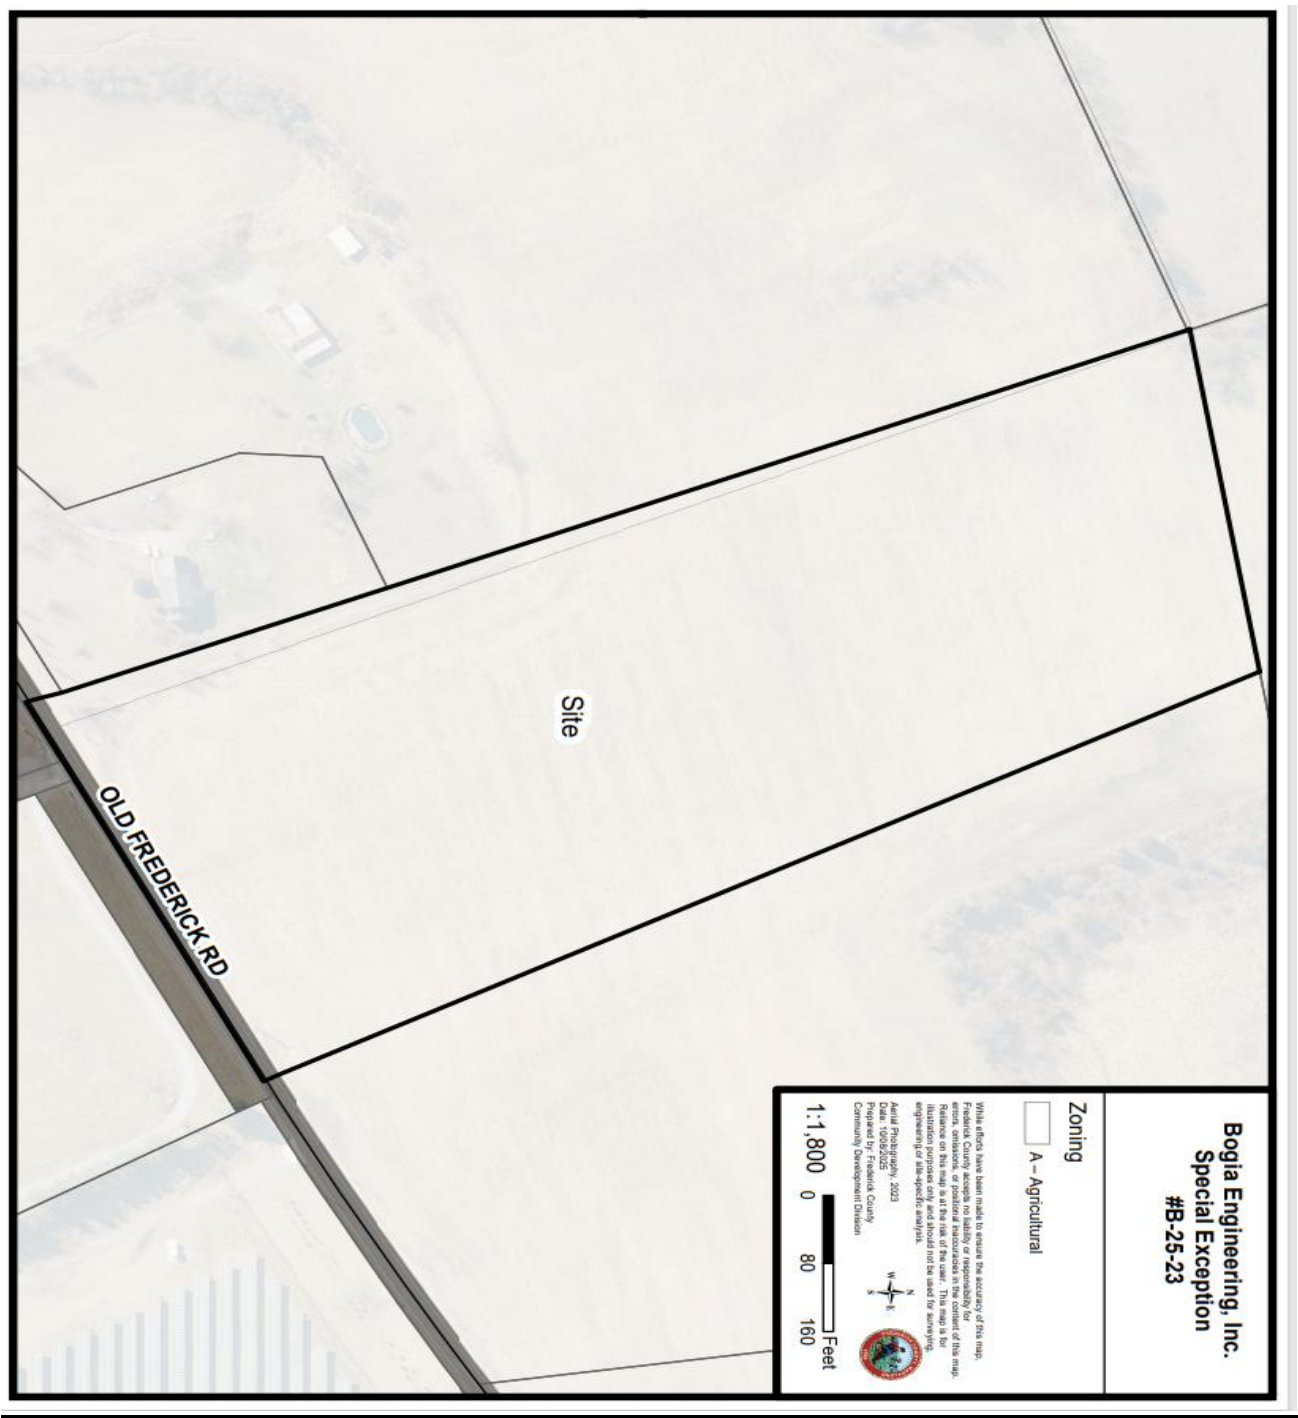 Bogia Engineering, Inc.
Special Exception
#B-25-23
Zoning
A – Agricultural
While efforts have been made to ensure the accuracy of this map,
Frederick County accepts no liability or responsibility for
errors, omissions, or positional inaccuracies in the content of this map.
Reliance on this map is at the risk of the user. This map is for
illustration purposes only and should not be used for surveying,
engineering or site-specific analysis.
Aerial Photography, 2023
Date: 10/08/2025
Prepared by: Frederick County
Community Development Division
N
W E
S
1:1,800 0 80 160
Feet
Site
OLD FREDERICK RD